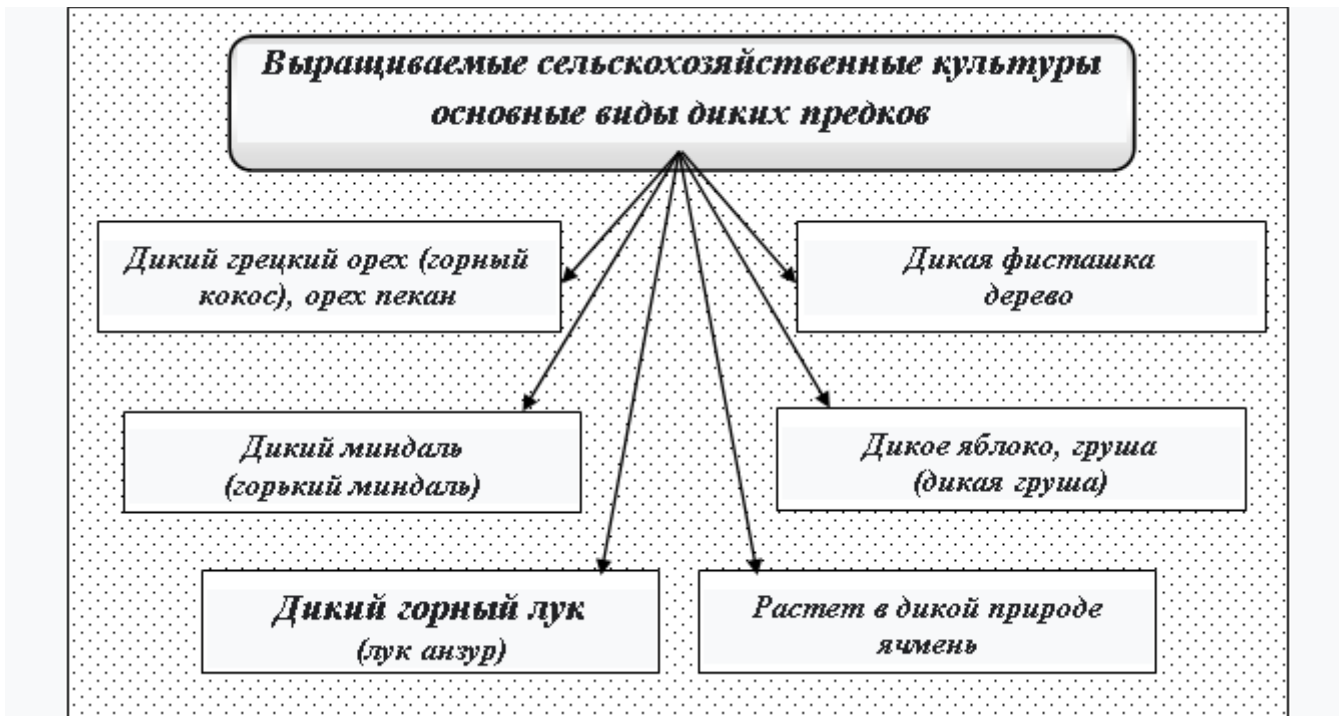 Выращиваемые сельскохозяйственные культуры
основные виды диких предков
Дикий грецкий орех (горный
кокос), орех пекан
Дикая фисташка
дерево
Дикий миндаль
(горький миндаль)
Дикое яблоко, груша
(дикая груша)
Дикий горный лук
(лук анзур)
Растет в дикой природе
ячмень